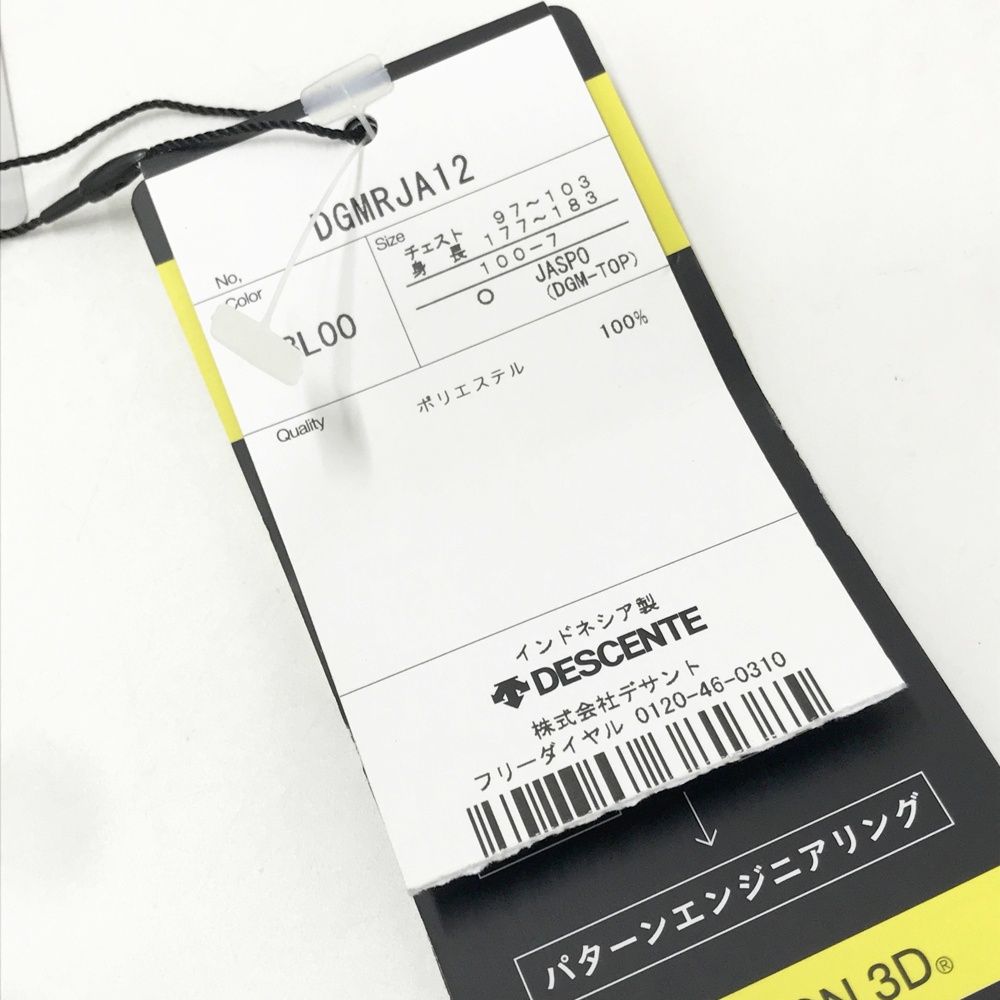 No,
DGMRJA12
Color
BL00
Size
チェスト 97～103
身長 177～183
100-7
O JASPO
(DGM-TOP)
Quality
ポリエステル 100%
インドネシア製
DESCENTE
株式会社デサント
フリーダイヤル 0120-46-0310
パターンエンジニアリング
3D®